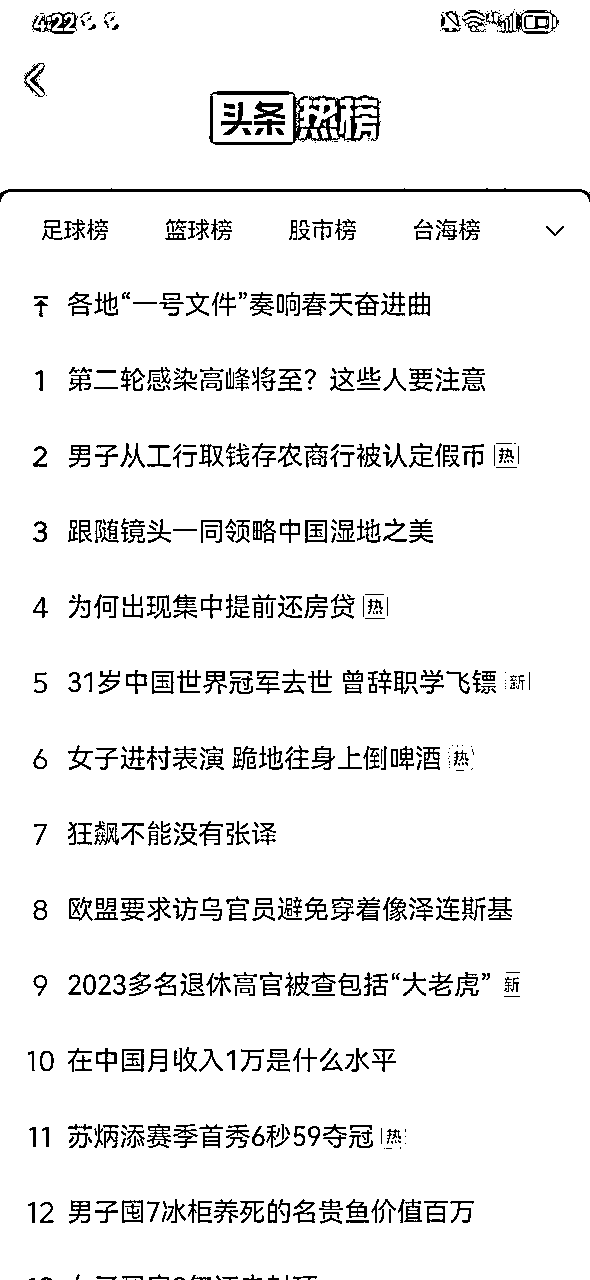 4:22
头条热榜
足球榜 篮球榜 股市榜 台海榜
各地“一号文件”奏响春天奋进曲
1 第二轮感染高峰将至？这些人要注意
2 男子从工行取钱存农商行被认定假币 热
3 跟随镜头一同领略中国湿地之美
4 为何出现集中提前还房贷 热
5 31岁中国世界冠军去世 曾辞职学飞镖 新
6 女子进村表演 跪地往身上倒啤酒 热
7 狂飙不能没有张译
8 欧盟要求访乌官员避免穿着像泽连斯基
9 2023多名退休高官被查包括“大老虎” 新
10 在中国月收入1万是什么水平
11 苏炳添赛季首秀6秒59夺冠 热
12 男子囤7冰柜养死的名贵鱼价值百万